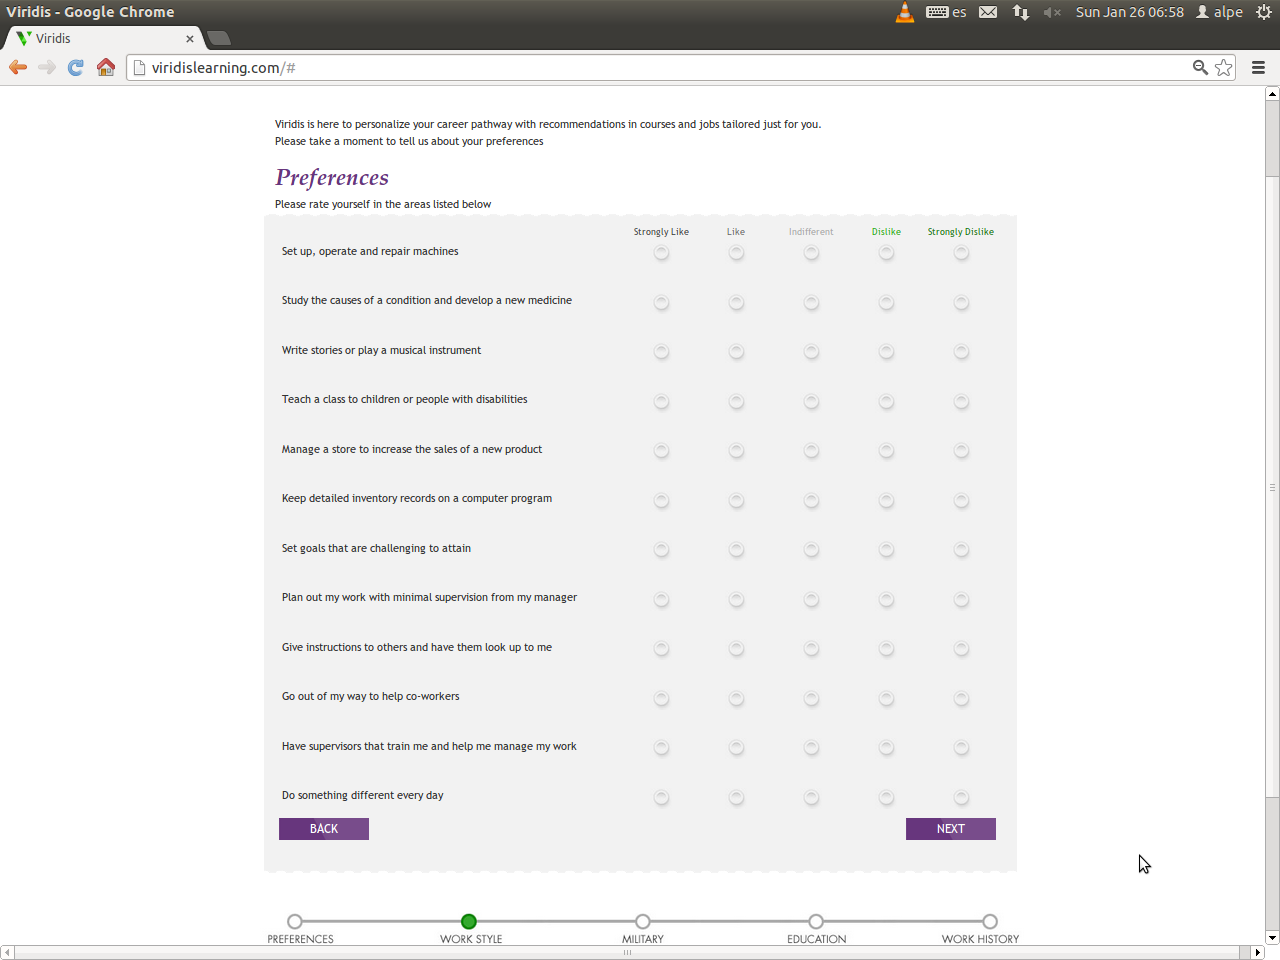 Viridis - Google Chrome
es
Sun Jan 26 06:58
alpe
Viridis
viridislearning.com/#
Viridis is here to personalize your career pathway with recommendations in courses and jobs tailored just for you.
Please take a moment to tell us about your preferences
Preferences
Please rate yourself in the areas listed below
Strongly Like Like Indifferent Dislike Strongly Dislike
Set up, operate and repair machines
Study the causes of a condition and develop a new medicine
Write stories or play a musical instrument
Teach a class to children or people with disabilities
Manage a store to increase the sales of a new product
Keep detailed inventory records on a computer program
Set goals that are challenging to attain
Plan out my work with minimal supervision from my manager
Give instructions to others and have them look up to me
Go out of my way to help co-workers
Have supervisors that train me and help me manage my work
Do something different every day
BACK NEXT
PREFERENCES WORK STYLE MILITARY EDUCATION WORK HISTORY